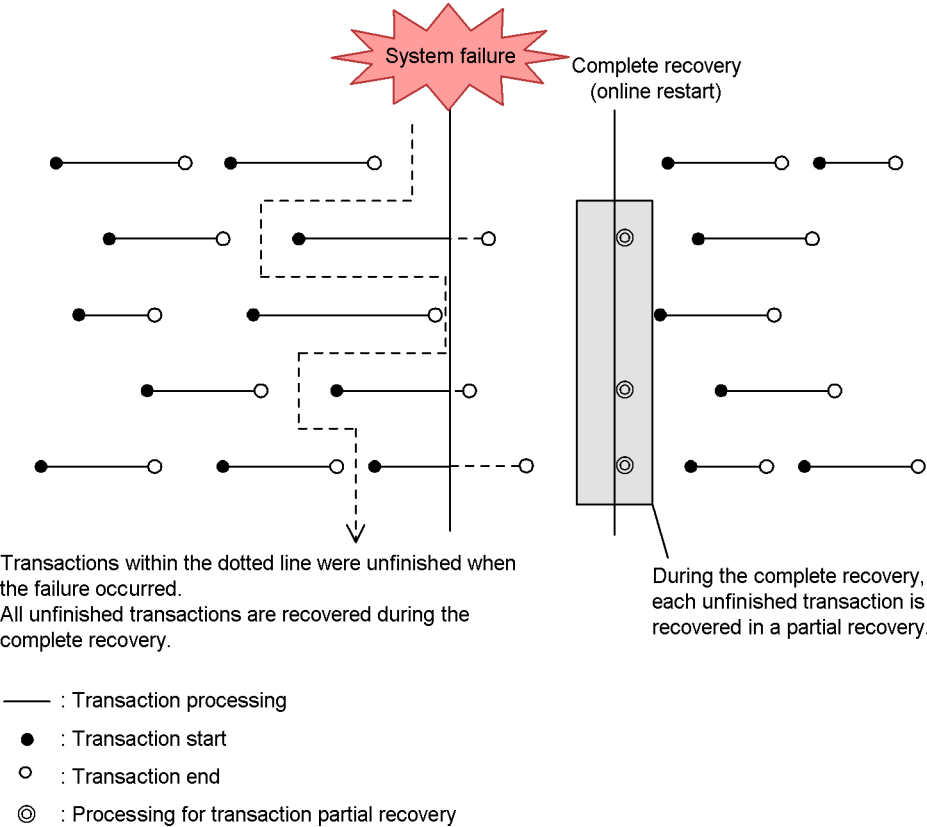 System failure
Complete recovery
(online restart)
Transactions within the dotted line were unfinished when
the failure occurred.
All unfinished transactions are recovered during the
complete recovery.
During the complete recovery,
each unfinished transaction is
recovered in a partial recovery.
: Transaction processing
: Transaction start
: Transaction end
: Processing for transaction partial recovery